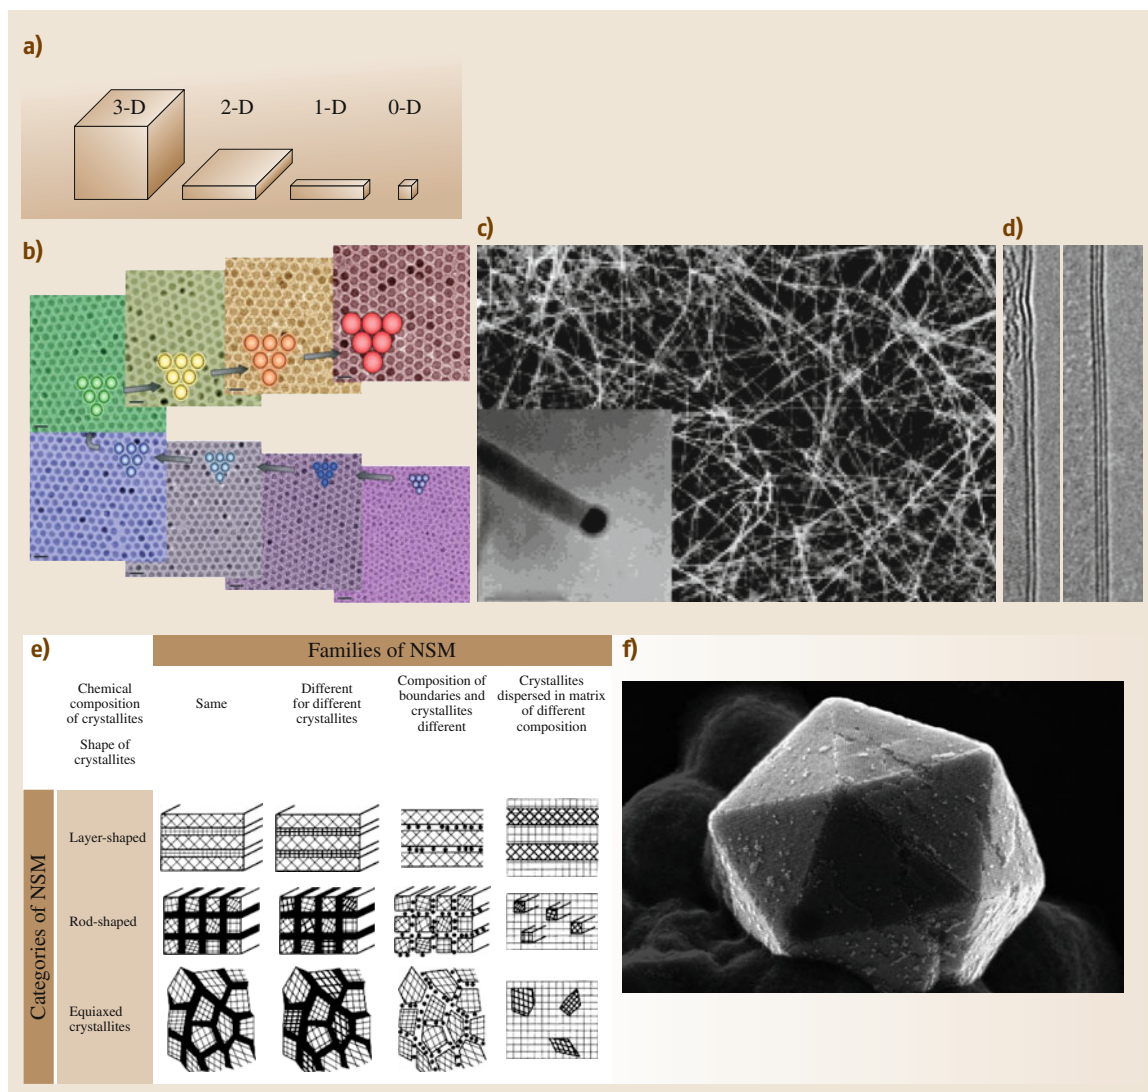 a)
3-D
2-D
1-D
0-D
b)
c)
d)
e)
Families of NSM
Chemical
composition
of crystallites
Shape of
crystallites
Same
Different
for different
crystallites
Composition of
boundaries and
crystallites
different
Crystallites
dispersed in matrix
of different
composition
Categories of NSM
Layer-shaped
Rod-shaped
Equiaxed
crystallites
f)